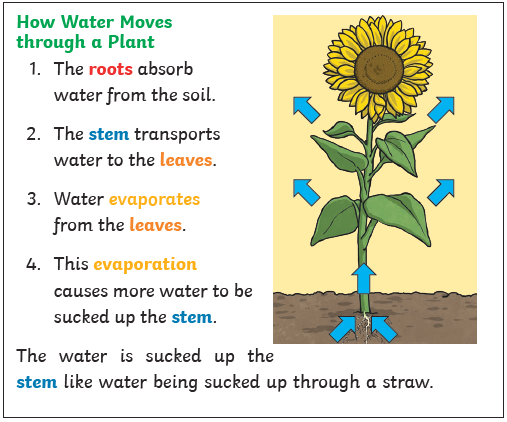 How Water Moves
through a Plant
1. The roots absorb
water from the soil.
2. The stem transports
water to the leaves.
3. Water evaporates
from the leaves.
4. This evaporation
causes more water to be
sucked up the stem.
The water is sucked up the
stem like water being sucked up through a straw.